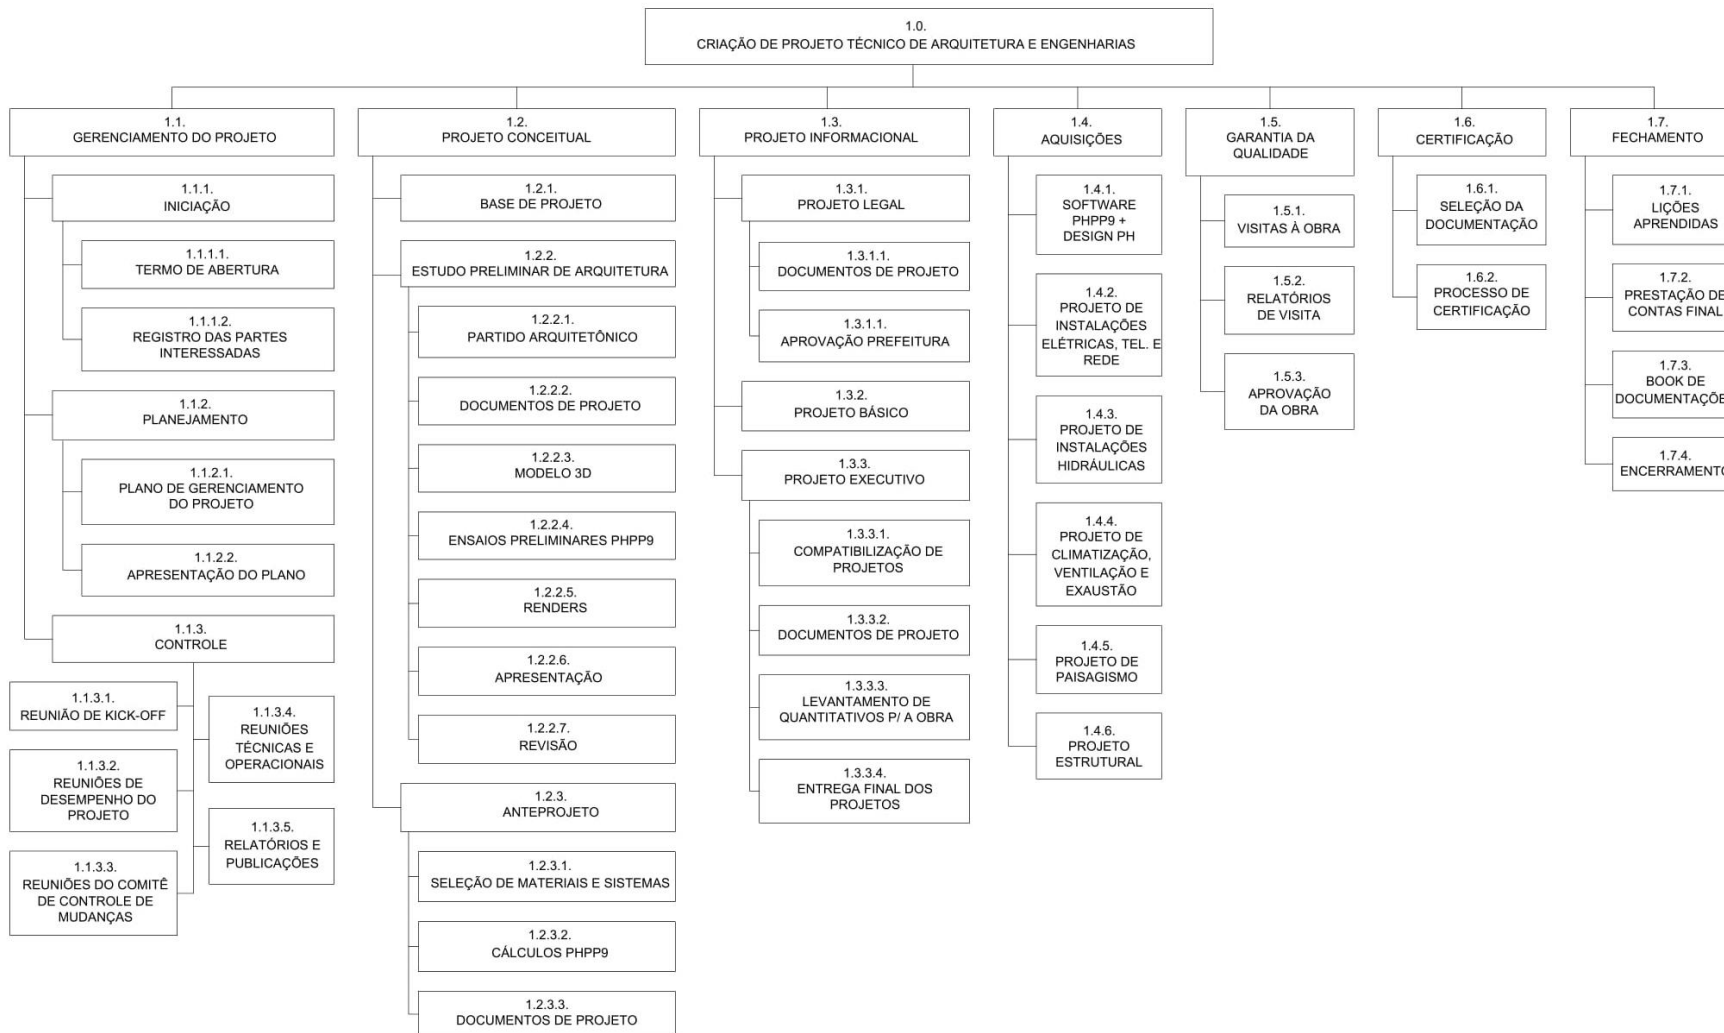 1.0.
CRIAÇÃO DE PROJETO TÉCNICO DE ARQUITETURA E ENGENHARIAS
1.1.
GERENCIAMENTO DO PROJETO
1.1.1.
INICIAÇÃO
1.1.1.1.
TERMO DE ABERTURA
1.1.1.2.
REGISTRO DAS PARTES
INTERESSADAS
1.1.2.
PLANEJAMENTO
1.1.2.1.
PLANO DE GERENCIAMENTO
DO PROJETO
1.1.2.2.
APRESENTAÇÃO DO PLANO
1.1.3.
CONTROLE
1.1.3.1.
REUNIÃO DE KICK-OFF
1.1.3.2.
REUNIÕES DE
DESEMPENHO DO
PROJETO
1.1.3.3.
REUNIÕES DO COMITÊ
DE CONTROLE DE
MUDANÇAS
1.1.3.4.
REUNIÕES
TÉCNICAS E
OPERACIONAIS
1.1.3.5.
RELATÓRIOS E
PUBLICAÇÕES
1.2.
PROJETO CONCEITUAL
1.2.1.
BASE DE PROJETO
1.2.2.
ESTUDO PRELIMINAR DE ARQUITETURA
1.2.2.1.
PARTIDO ARQUITETÔNICO
1.2.2.2.
DOCUMENTOS DE PROJETO
1.2.2.3.
MODELO 3D
1.2.2.4.
ENSAIOS PRELIMINARES PHPP9
1.2.2.5.
RENDERS
1.2.2.6.
APRESENTAÇÃO
1.2.2.7.
REVISÃO
1.2.3.
ANTEPROJETO
1.2.3.1.
SELEÇÃO DE MATERIAIS E SISTEMAS
1.2.3.2.
CÁLCULOS PHPP9
1.2.3.3.
DOCUMENTOS DE PROJETO
1.3.
PROJETO INFORMACIONAL
1.3.1.
PROJETO LEGAL
1.3.1.1.
DOCUMENTOS DE PROJETO
1.3.1.1.
APROVAÇÃO PREFEITURA
1.3.2.
PROJETO BÁSICO
1.3.3.
PROJETO EXECUTIVO
1.3.3.1.
COMPATIBILIZAÇÃO DE
PROJETOS
1.3.3.2.
DOCUMENTOS DE PROJETO
1.3.3.3.
LEVANTAMENTO DE
QUANTITATIVOS P/ A OBRA
1.3.3.4.
ENTREGA FINAL DOS
PROJETOS
1.4.
AQUISIÇÕES
1.4.1.
SOFTWARE
PHPP9 +
DESIGN PH
1.4.2.
PROJETO DE
INSTALAÇÕES
ELÉTRICAS, TEL. E
REDE
1.4.3.
PROJETO DE
INSTALAÇÕES
HIDRÁULICAS
1.4.4.
PROJETO DE
CLIMATIZAÇÃO,
VENTILAÇÃO E
EXAUSTÃO
1.4.5.
PROJETO DE
PAISAGISMO
1.4.6.
PROJETO
ESTRUTURAL
1.5.
GARANTIA DA
QUALIDADE
1.5.1.
VISITAS À OBRA
1.5.2.
RELATÓRIOS
DE VISITA
1.5.3.
APROVAÇÃO
DA OBRA
1.6.
CERTIFICAÇÃO
1.6.1.
SELEÇÃO DA
DOCUMENTAÇÃO
1.6.2.
PROCESSO DE
CERTIFICAÇÃO
1.7.
FECHAMENTO
1.7.1.
LIÇÕES
APRENDIDAS
1.7.2.
PRESTAÇÃO DE
CONTAS FINAL
1.7.3.
BOOK DE
DOCUMENTAÇÕE
1.7.4.
ENCERRAMENTO